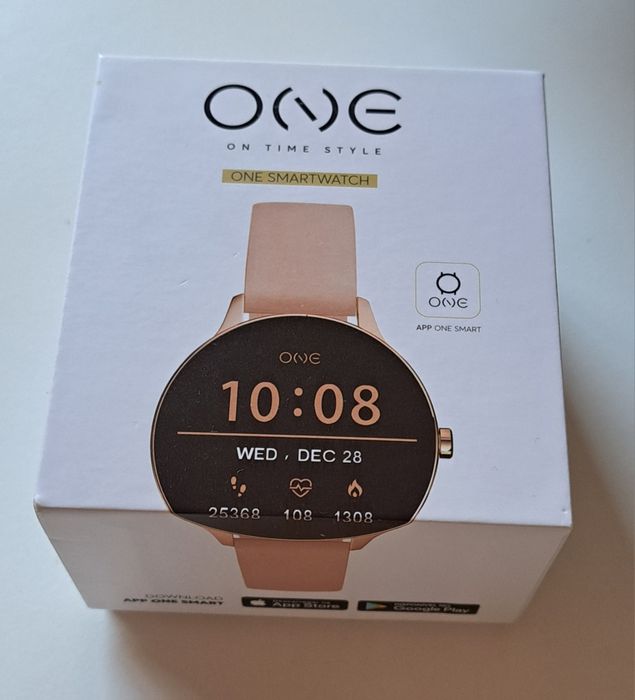 ONE
ON TIME STYLE
ONE SMARTWATCH
ONE
APP ONE SMART
ONE
10:08
WED, DEC 28
25368 108 1308
DOWNLOAD
APP ONE SMART
App Store
Google Play